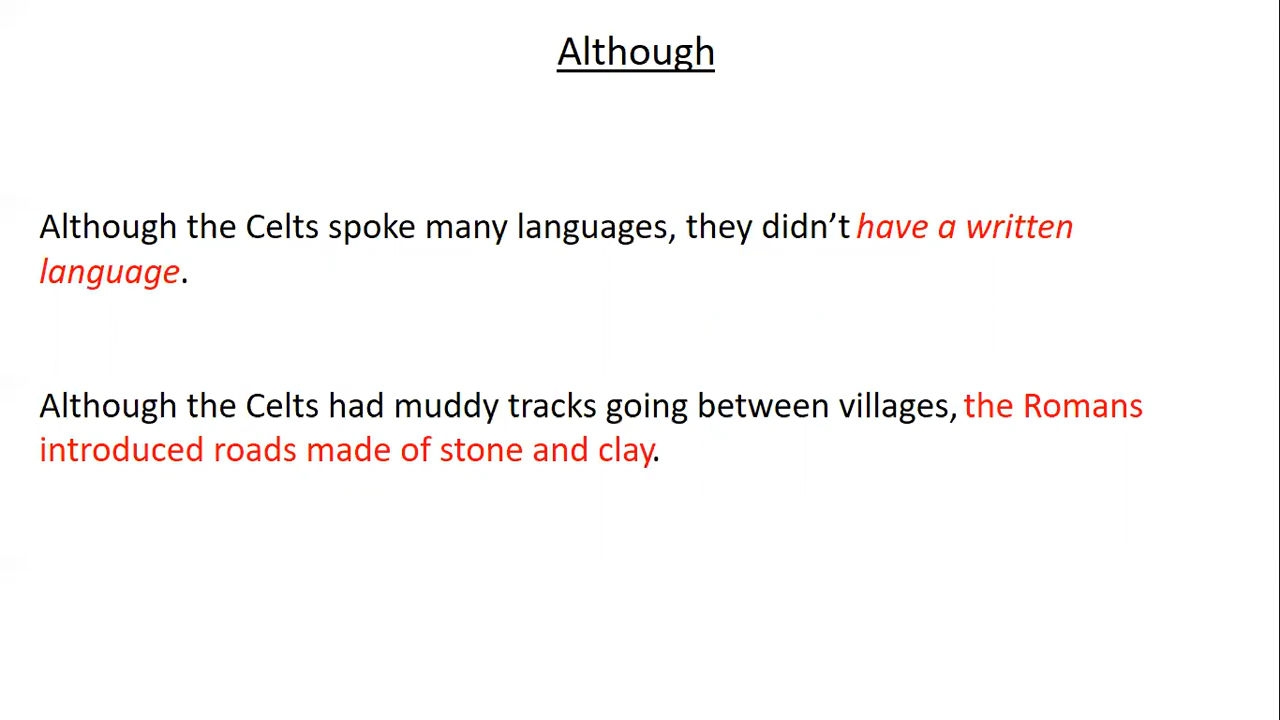 Although
Although the Celts spoke many languages, they didn’t have a written
language.
Although the Celts had muddy tracks going between villages, the Romans
introduced roads made of stone and clay.